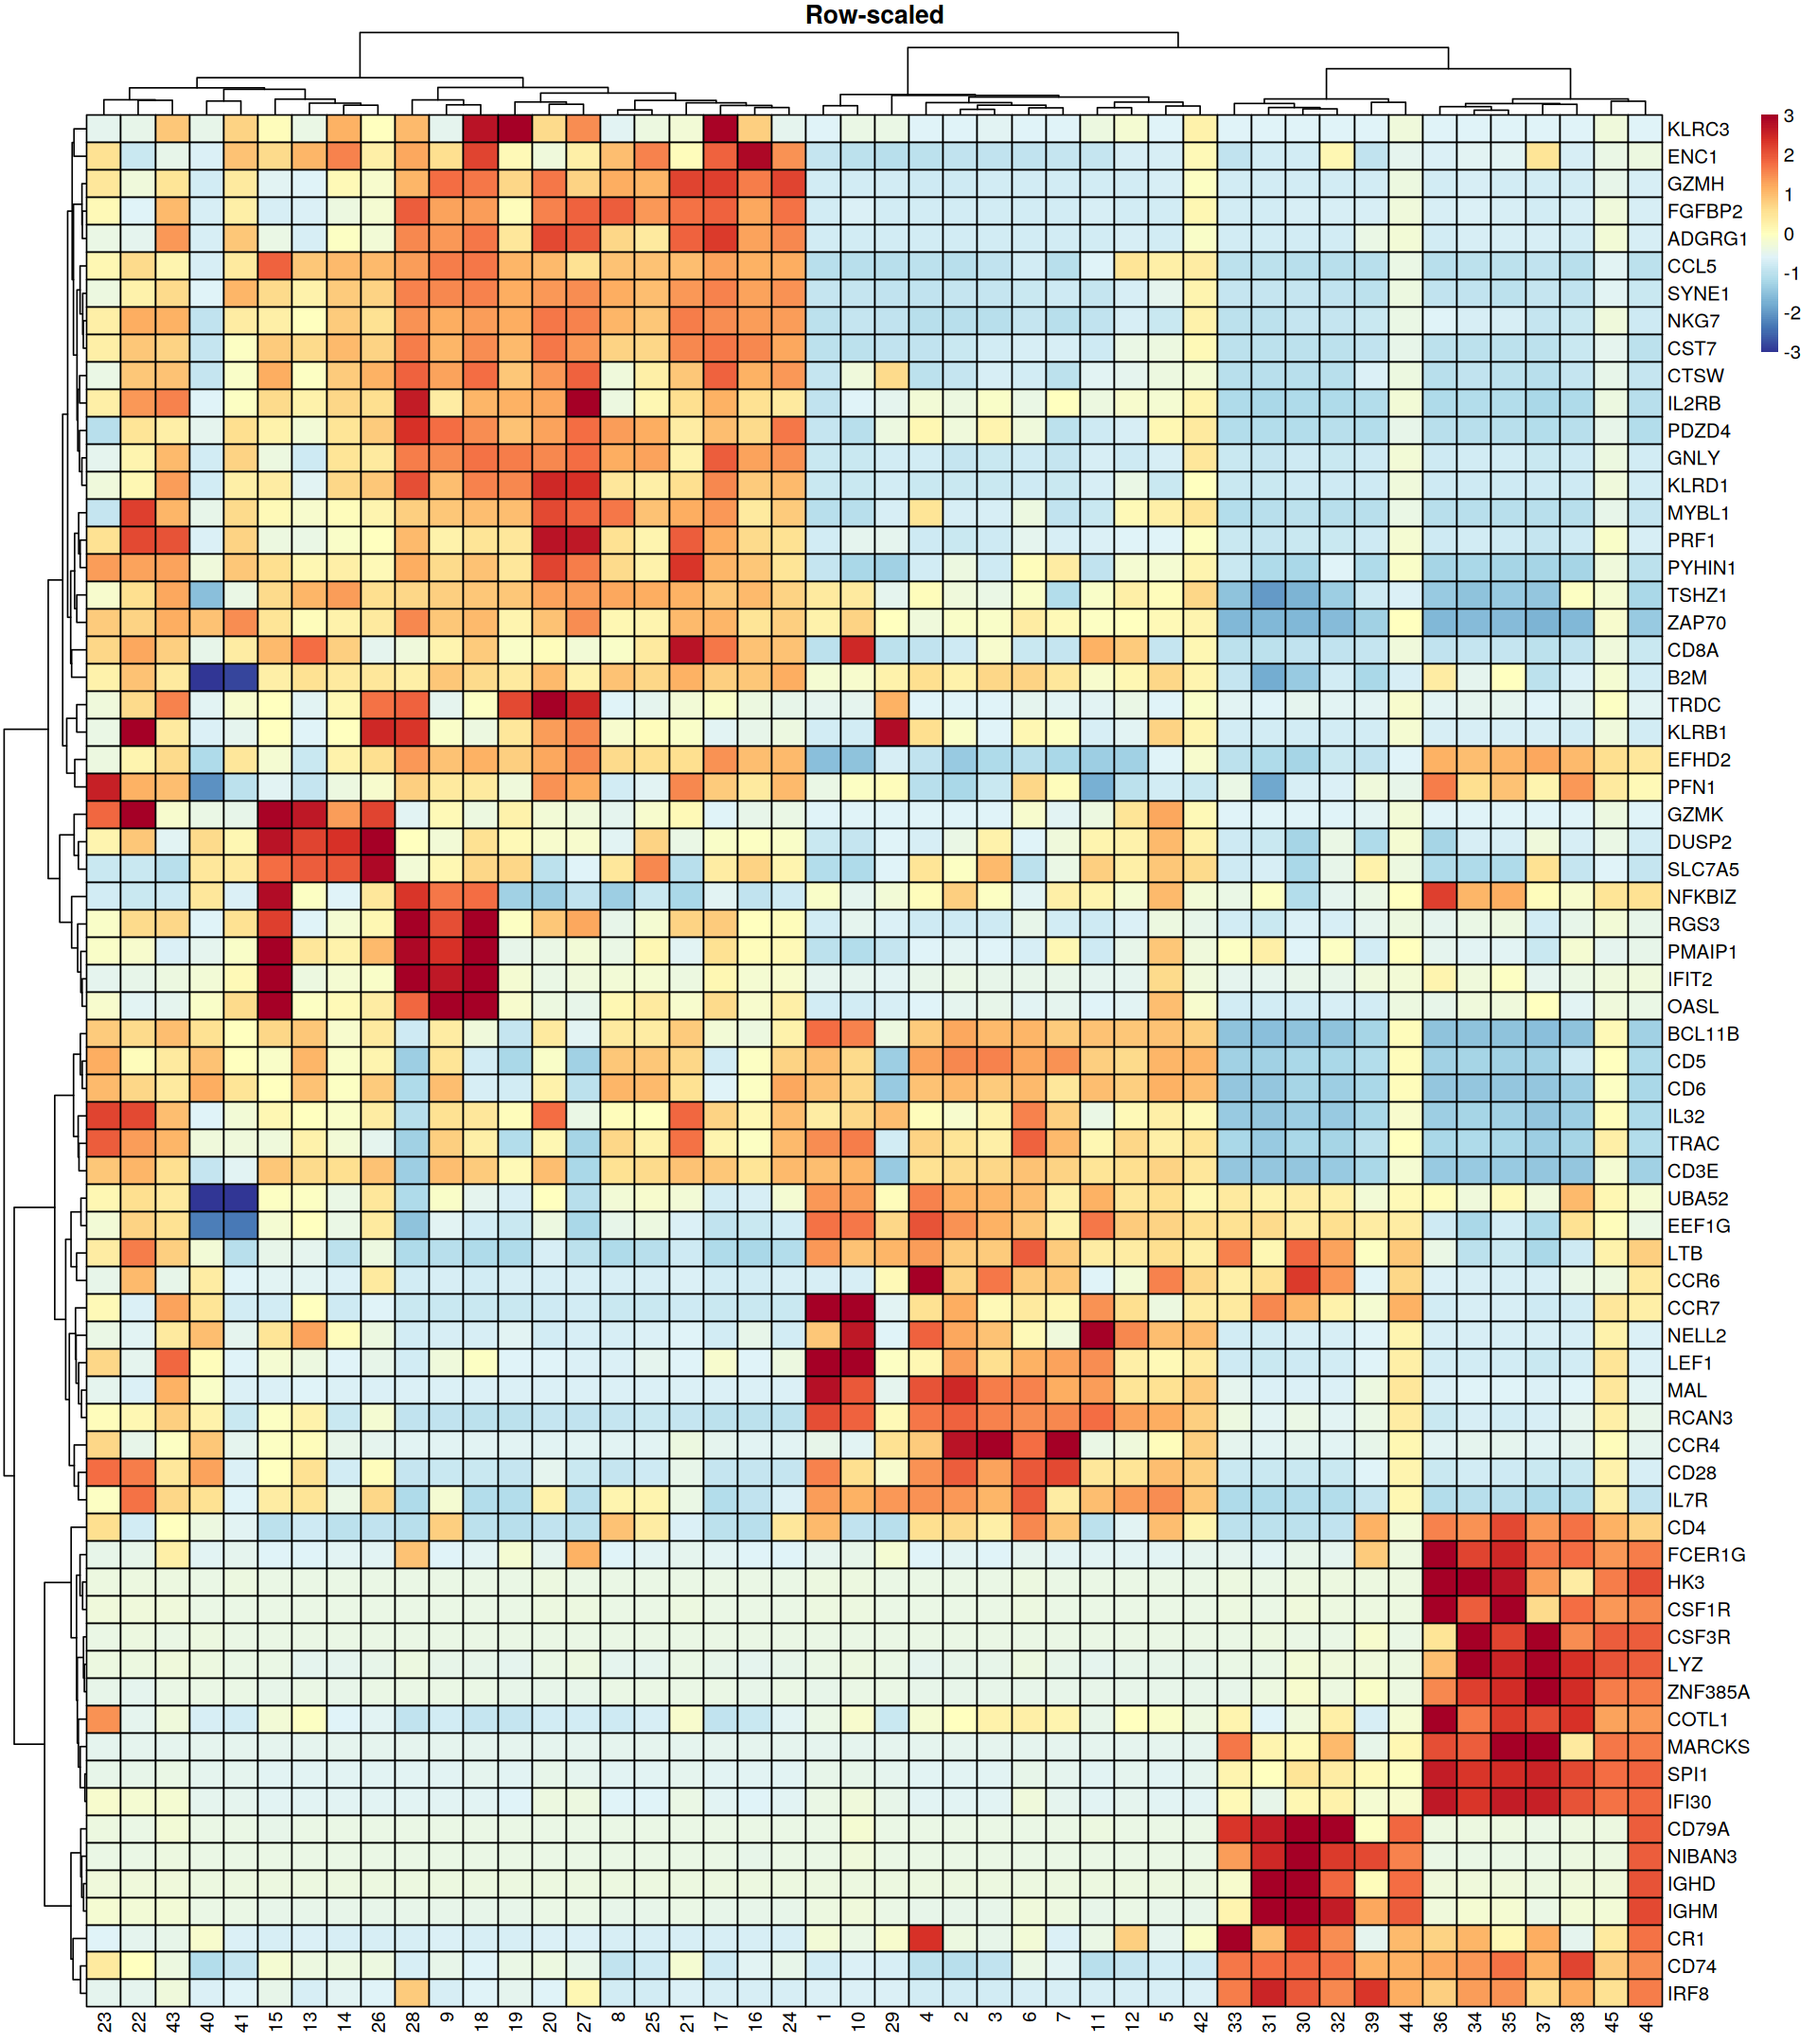 Row-scaled
3
2
1
0
-1
-2
-3
KLRC3
ENC1
GZMH
FGFBP2
ADGRG1
CCL5
SYNE1
NKG7
CST7
CTSW
IL2RB
PDZD4
GNLY
KLRD1
MYBL1
PRF1
PYHIN1
TSHZ1
ZAP70
CD8A
B2M
TRDC
KLRB1
EFHD2
PFN1
GZMK
DUSP2
SLC7A5
NFKBIZ
RGS3
PMAIP1
IFIT2
OASL
BCL11B
CD5
CD6
IL32
TRAC
CD3E
UBA52
EEF1G
LTB
CCR6
CCR7
NELL2
LEF1
MAL
RCAN3
CCR4
CD28
IL7R
CD4
FCER1G
HK3
CSF1R
CSF3R
LYZ
ZNF385A
COTL1
MARCKS
SPI1
IFI30
CD79A
NIBAN3
IGHD
IGHM
CR1
CD74
IRF8
23 22 43 40 41 15 13 14 26 28 9 18 19 20 27 8 25 21 17 16 24 1 10 29 4 2 3 6 7 11 12 5 42 33 31 30 32 39 44 36 34 35 37 38 45 46